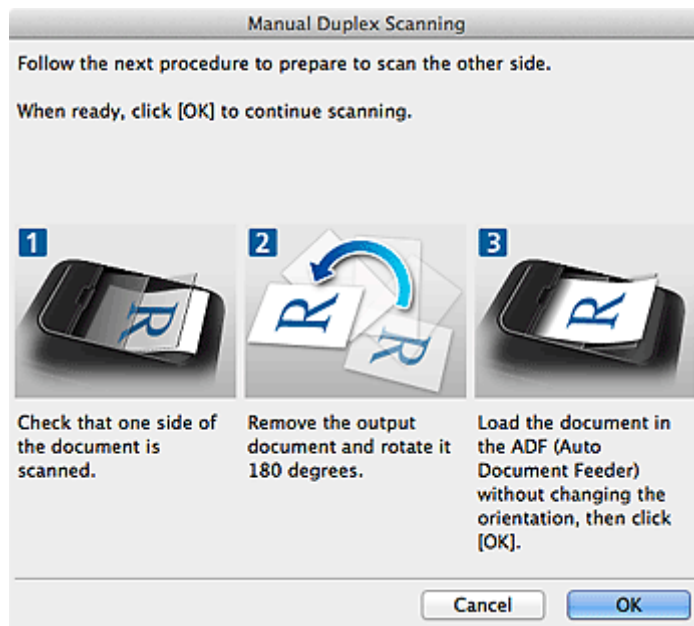 Manual Duplex Scanning
Follow the next procedure to prepare to scan the other side.
When ready, click [OK] to continue scanning.
1
R
Check that one side of
the document is
scanned.
2
R
R
Remove the output
document and rotate it
180 degrees.
3
R
Load the document in
the ADF (Auto
Document Feeder)
without changing the
orientation, then click
[OK].
Cancel
OK